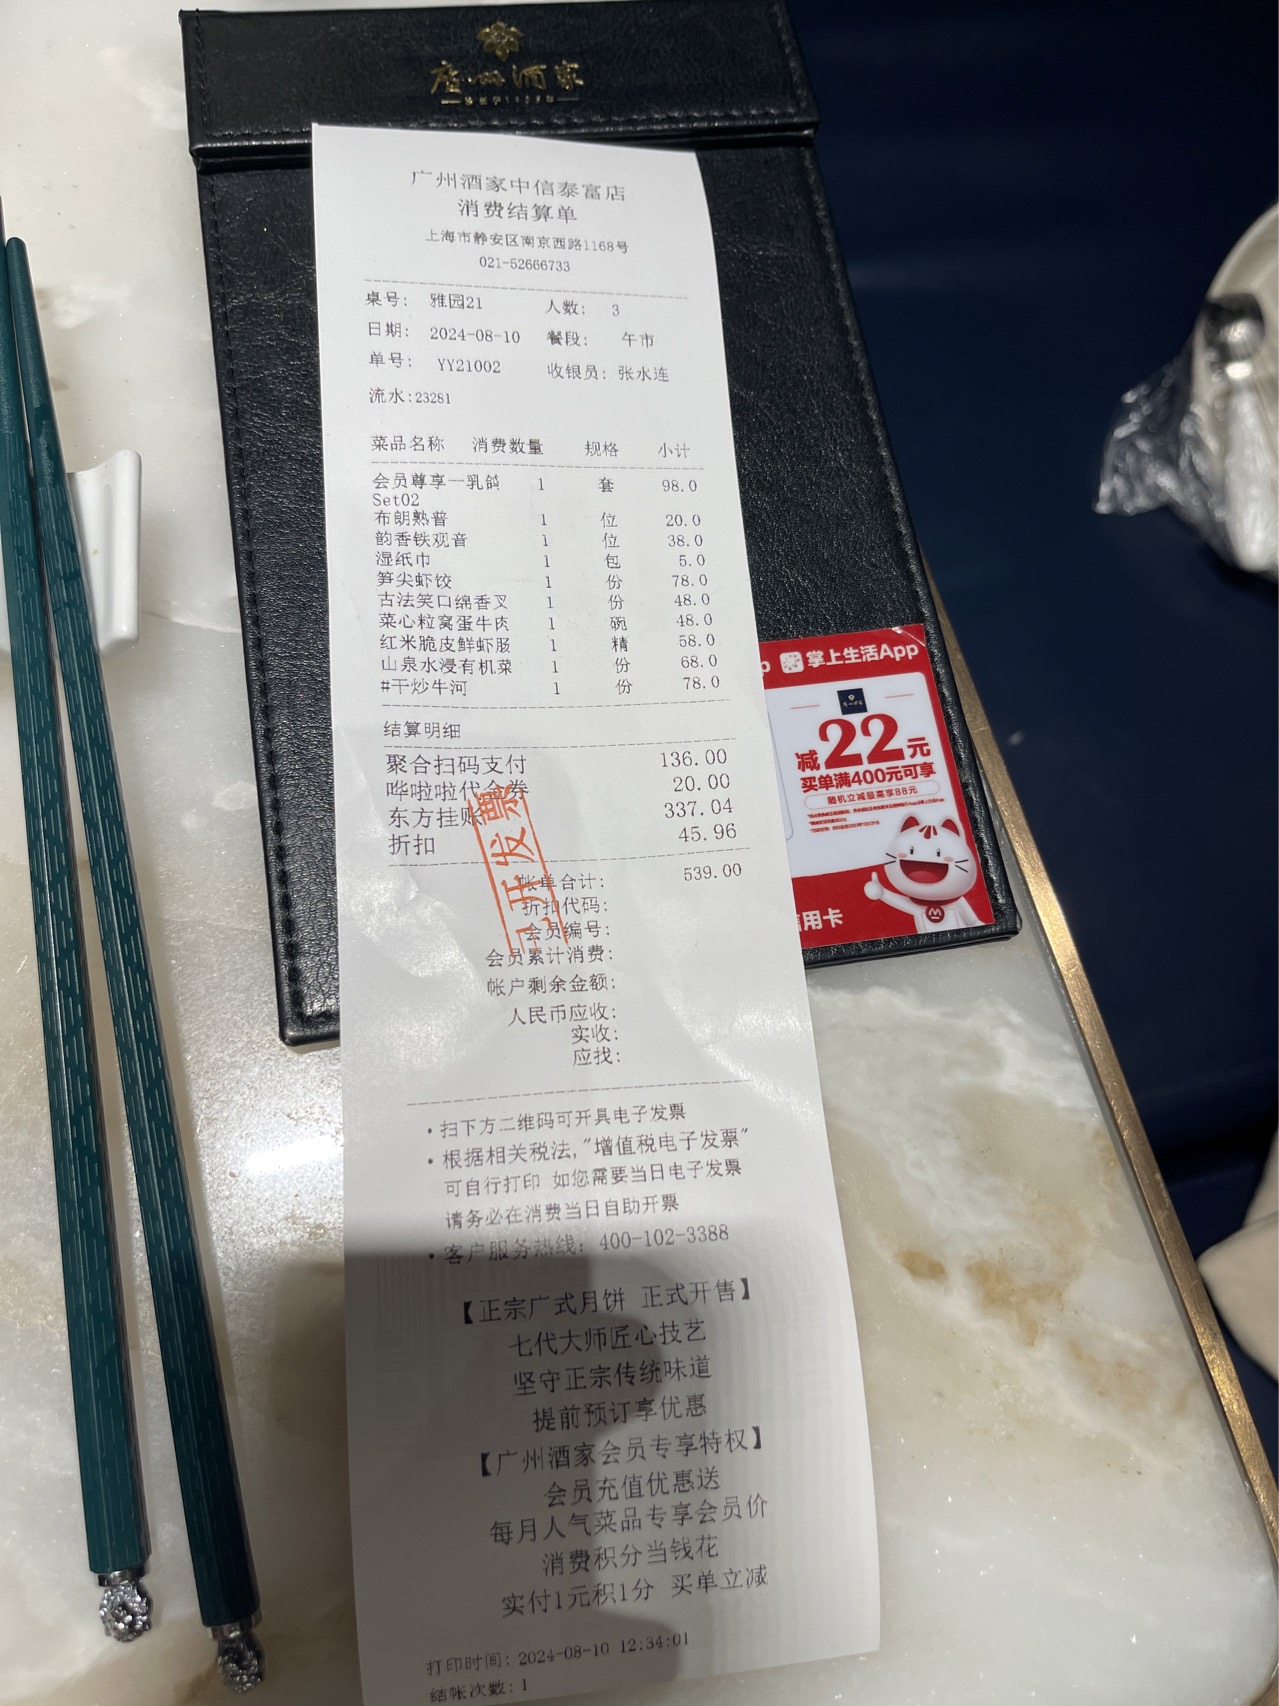 广州酒家
广州酒家中信泰富店
消费结算单
上海市静安区南京西路1168号
021-52666733
桌号: 雅园21 人数: 3
日期: 2024-08-10 餐段: 午市
单号: YY21002 收银员: 张水连
流水:23281
菜品名称 消费数量 规格 小计
会员尊享一乳鸽 1 套 98.0
Set02
布朗熟普 1 位 20.0
韵香铁观音 1 位 38.0
湿纸巾 1 包 5.0
笋尖虾饺 1 份 78.0
古法笑口绵香叉 1 份 48.0
菜心粒窝蛋牛肉 1 碗 48.0
红米脆皮鲜虾肠 1 精 58.0
山泉水浸有机菜 1 份 68.0
#干炒牛河 1 份 78.0
结算明细
聚合扫码支付 136.00
哗啦啦代金券 20.00
东方挂账 337.04
折扣 45.96
已开发票
帐单合计: 539.00
折扣代码:
会员编号:
会员累计消费:
帐户剩余金额:
人民币应收:
实收:
应找:
·扫下方二维码可开具电子发票
·根据相关税法,"增值税电子发票"
可自行打印 如您需要当日电子发票
请务必在消费当日自助开票
·客户服务热线: 400-102-3388
【正宗广式月饼 正式开售】
七代大师匠心技艺
坚守正宗传统味道
提前预订享优惠
【广州酒家会员专享特权】
会员充值优惠送
每月人气菜品专享会员价
消费积分当钱花
实付1元积1分 买单立减
打印时间: 2024-08-10 12:34:01
结帐次数: 1
p 掌上生活App
减22元
买单满400元可享
随机立减最高享88元
用卡